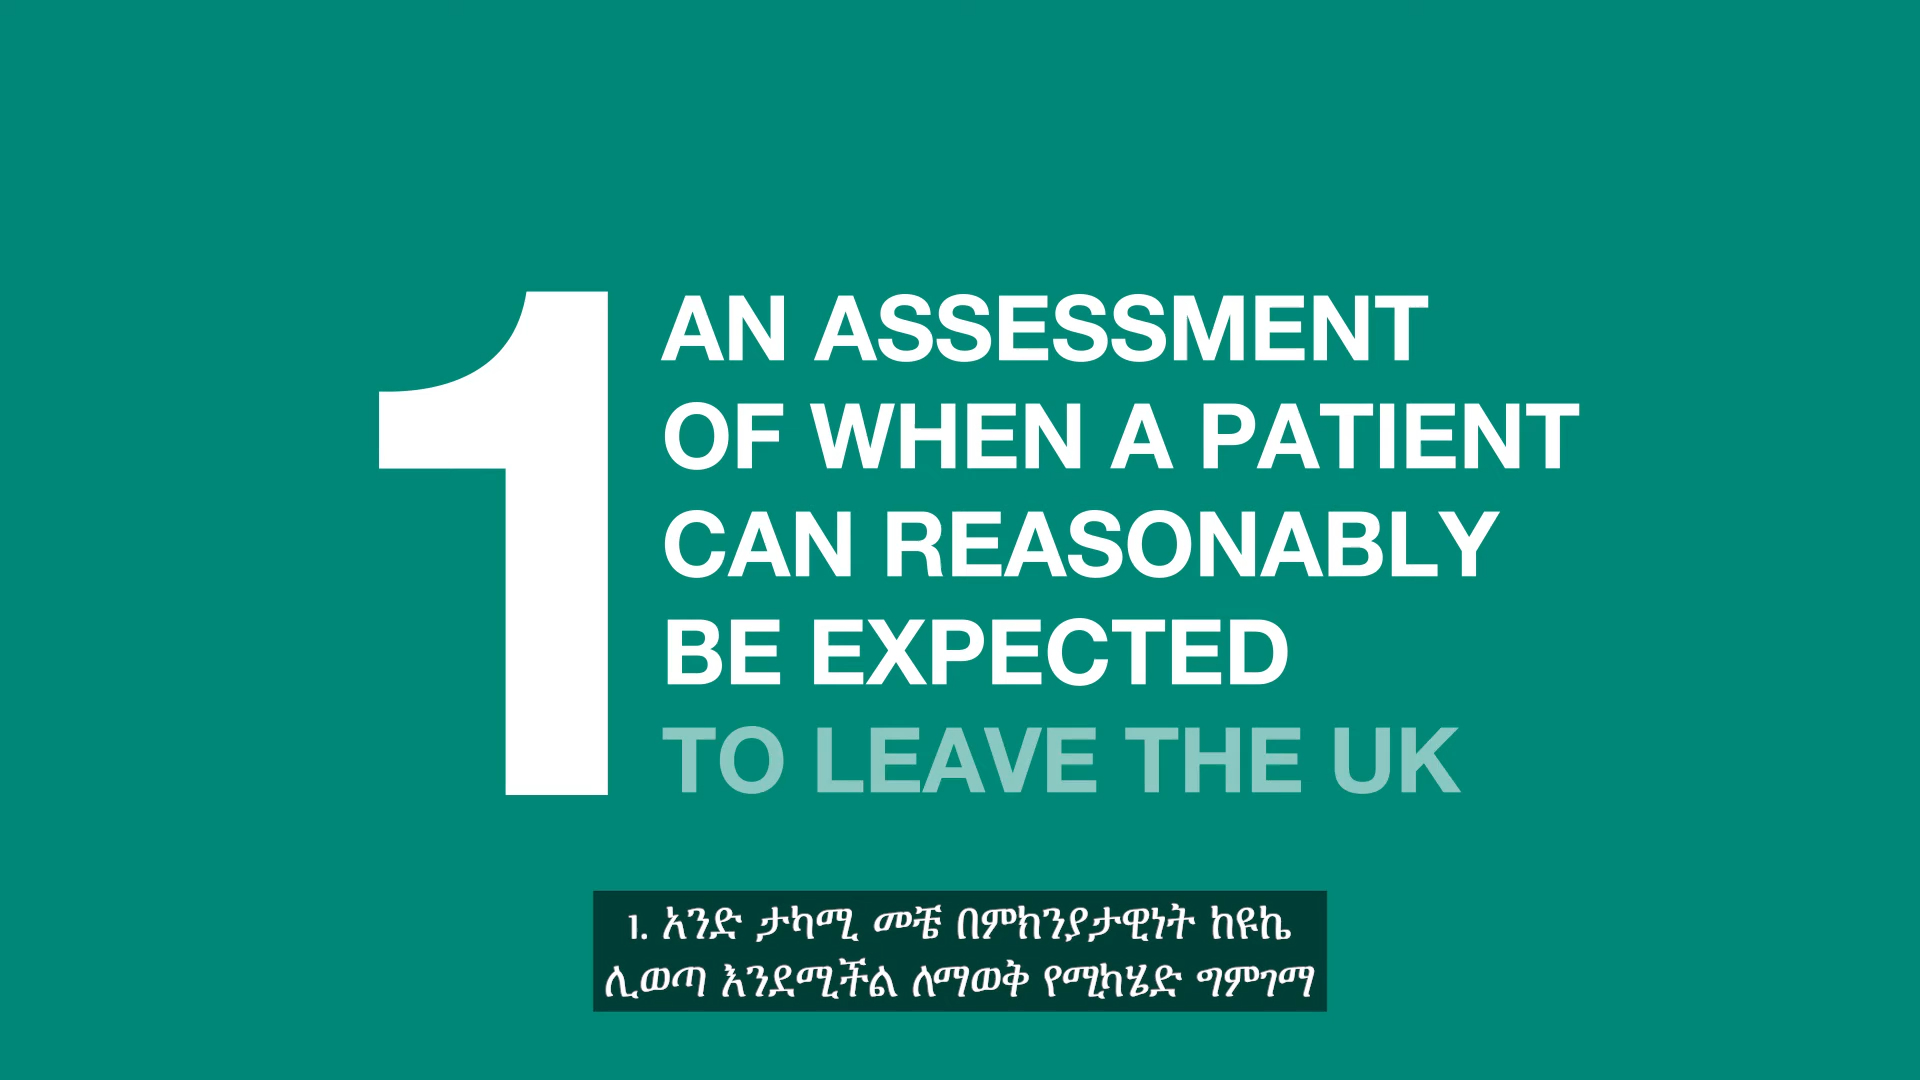 1
AN ASSESSMENT
OF WHEN A PATIENT
CAN REASONABLY
BE EXPECTED
TO LEAVE THE UK
1. አንድ ታካሚ መቼ በምክንያታዊነት ከዩኬ
ሊወጣ እንደሚችል ለማወቅ የሚካሄድ ግምገማ